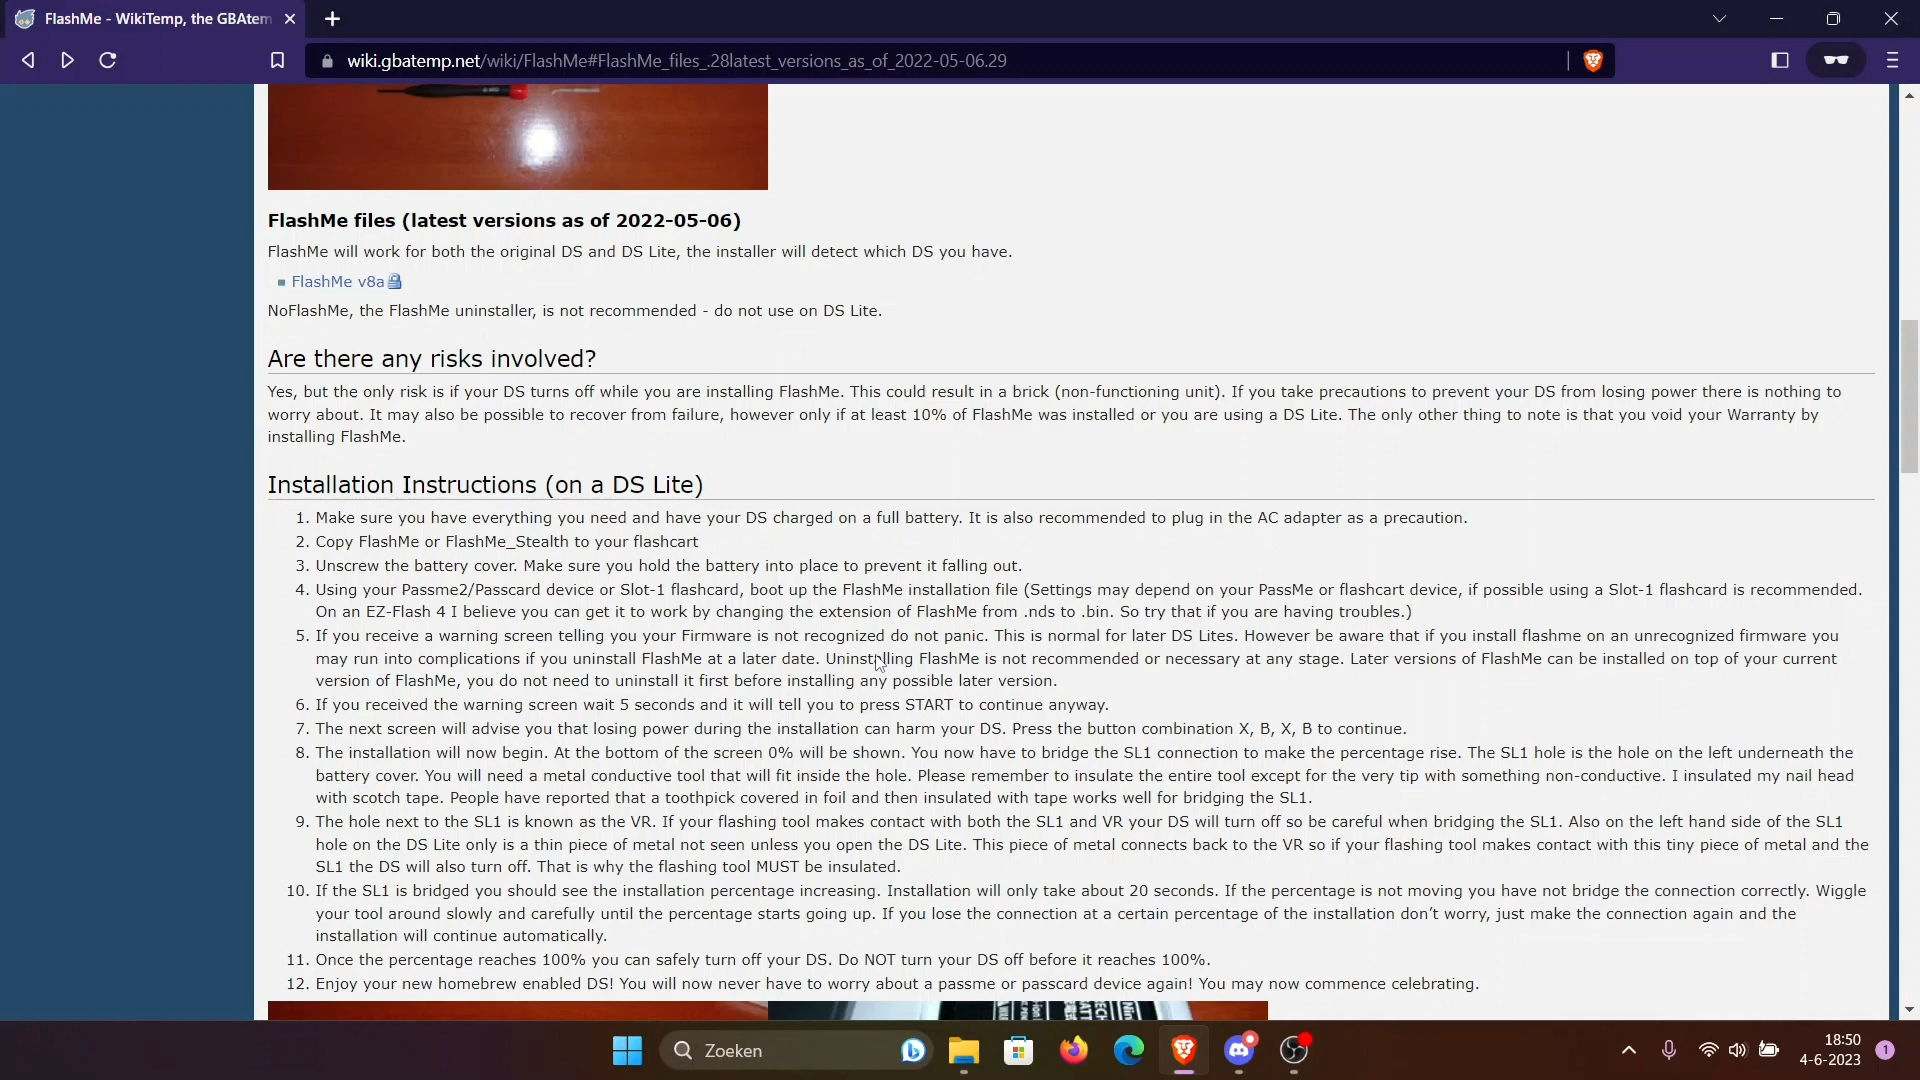 FlashMe - WikiTemp, the GBAtem
wiki.gbatemp.net/wiki/FlashMe#FlashMe_files_.28latest_versions_as_of_2022-05-06.29
FlashMe files (latest versions as of 2022-05-06)
FlashMe will work for both the original DS and DS Lite, the installer will detect which DS you have.
FlashMe v8a
NoFlashMe, the FlashMe uninstaller, is not recommended - do not use on DS Lite.
Are there any risks involved?
Yes, but the only risk is if your DS turns off while you are installing FlashMe. This could result in a brick (non-functioning unit). If you take precautions to prevent your DS from losing power there is nothing to
worry about. It may also be possible to recover from failure, however only if at least 10% of FlashMe was installed or you are using a DS Lite. The only other thing to note is that you void your Warranty by
installing FlashMe.
Installation Instructions (on a DS Lite)
1. Make sure you have everything you need and have your DS charged on a full battery. It is also recommended to plug in the AC adapter as a precaution.
2. Copy FlashMe or FlashMe_Stealth to your flashcart
3. Unscrew the battery cover. Make sure you hold the battery into place to prevent it falling out.
4. Using your Passme2/Passcard device or Slot-1 flashcard, boot up the FlashMe installation file (Settings may depend on your PassMe or flashcart device, if possible using a Slot-1 flashcard is recommended.
On an EZ-Flash 4 I believe you can get it to work by changing the extension of FlashMe from .nds to .bin. So try that if you are having troubles.)
5. If you receive a warning screen telling you your Firmware is not recognized do not panic. This is normal for later DS Lites. However be aware that if you install flashme on an unrecognized firmware you
may run into complications if you uninstall FlashMe at a later date. Uninstalling FlashMe is not recommended or necessary at any stage. Later versions of FlashMe can be installed on top of your current
version of FlashMe, you do not need to uninstall it first before installing any possible later version.
6. If you received the warning screen wait 5 seconds and it will tell you to press START to continue anyway.
7. The next screen will advise you that losing power during the installation can harm your DS. Press the button combination X, B, X, B to continue.
8. The installation will now begin. At the bottom of the screen 0% will be shown. You now have to bridge the SL1 connection to make the percentage rise. The SL1 hole is the hole on the left underneath the
battery cover. You will need a metal conductive tool that will fit inside the hole. Please remember to insulate the entire tool except for the very tip with something non-conductive. I insulated my nail head
with scotch tape. People have reported that a toothpick covered in foil and then insulated with tape works well for bridging the SL1.
9. The hole next to the SL1 is known as the VR. If your flashing tool makes contact with both the SL1 and VR your DS will turn off so be careful when bridging the SL1. Also on the left hand side of the SL1
hole on the DS Lite only is a thin piece of metal not seen unless you open the DS Lite. This piece of metal connects back to the VR so if your flashing tool makes contact with this tiny piece of metal and the
SL1 the DS will also turn off. That is why the flashing tool MUST be insulated.
10. If the SL1 is bridged you should see the installation percentage increasing. Installation will only take about 20 seconds. If the percentage is not moving you have not bridge the connection correctly. Wiggle
your tool around slowly and carefully until the percentage starts going up. If you lose the connection at a certain percentage of the installation don't worry, just make the connection again and the
installation will continue automatically.
11. Once the percentage reaches 100% you can safely turn off your DS. Do NOT turn your DS off before it reaches 100%.
12. Enjoy your new homebrew enabled DS! You will now never have to worry about a passme or passcard device again! You may now commence celebrating.
Zoeken
18:50
4-6-2023
1